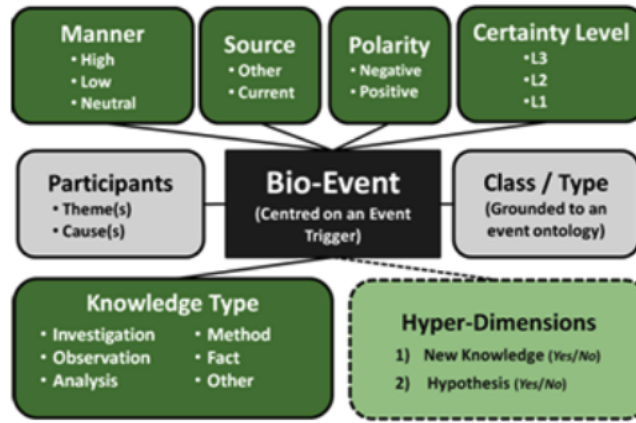 Manner
• High
• Low
• Neutral
Source
• Other
• Current
Polarity
• Negative
• Positive
Certainty Level
•L3
•L2
•L1
Participants
• Theme(s)
• Cause(s)
Bio-Event
(Centred on an Event
Trigger)
Class / Type
(Grounded to an
event ontology)
Knowledge Type
• Investigation
• Observation
• Analysis
• Method
• Fact
• Other
Hyper-Dimensions
1) New Knowledge (Yes/No)
2) Hypothesis (Yes/No)